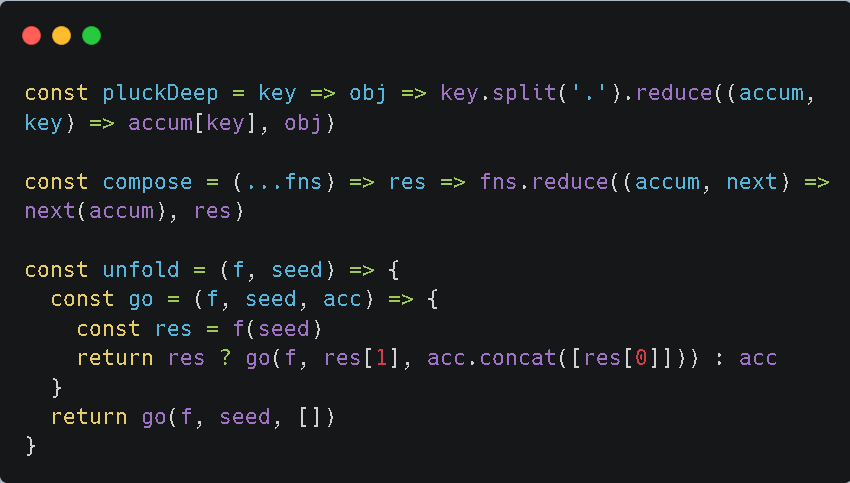 const pluckDeep = key => obj => key.split('.').reduce((accum,
key) => accum[key], obj)
const compose = (...fns) => res => fns.reduce((accum, next) =>
next(accum), res)
const unfold = (f, seed) => {
  const go = (f, seed, acc) => {
    const res = f(seed)
    return res ? go(f, res[1], acc.concat([res[0]])) : acc
  }
  return go(f, seed, [])
}